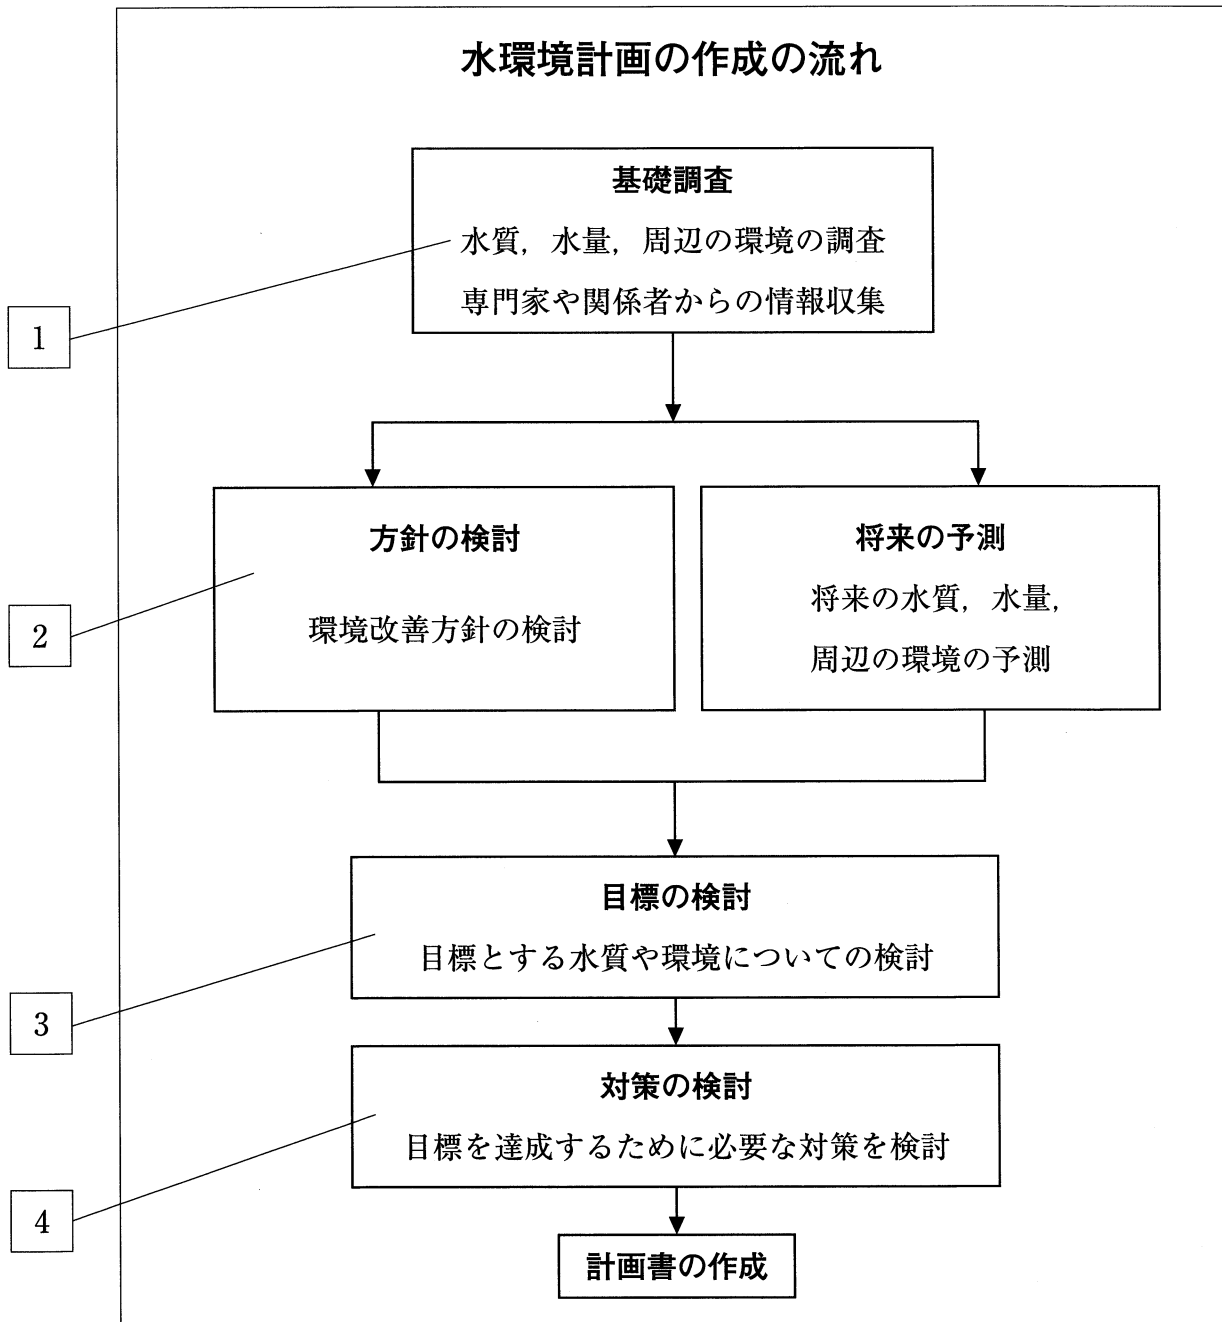 水環境計画の作成の流れ
基礎調査
水質，水量，周辺の環境の調査
専門家や関係者からの情報収集
1
方針の検討
環境改善方針の検討
2
将来の予測
将来の水質，水量，
周辺の環境の予測
目標の検討
目標とする水質や環境についての検討
3
対策の検討
目標を達成するために必要な対策を検討
4
計画書の作成